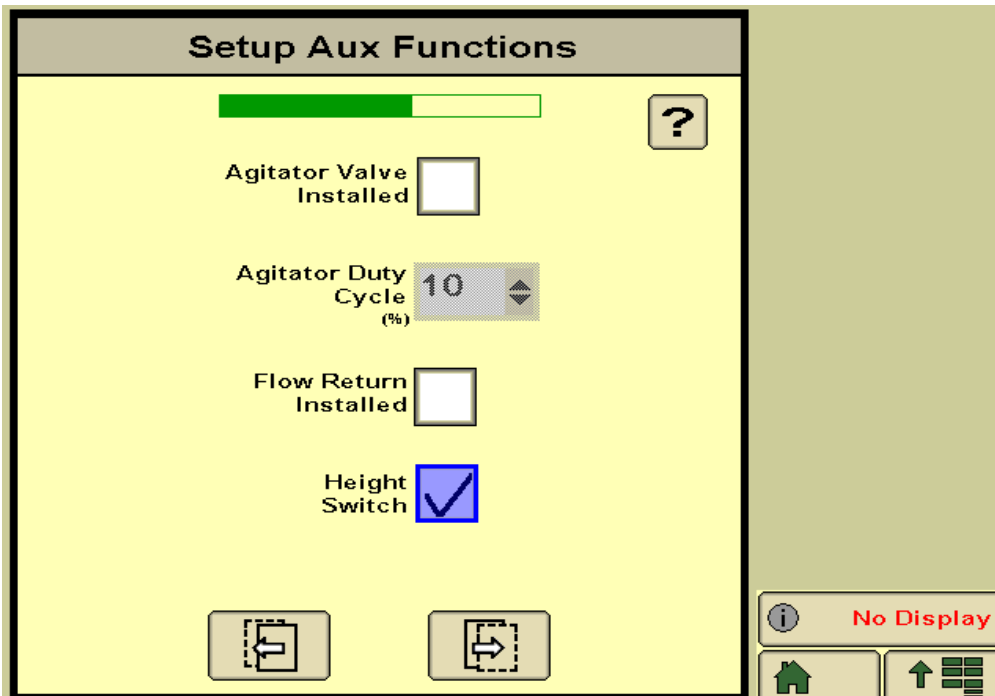 Setup Aux Functions
?
Agitator Valve
Installed
Agitator Duty
Cycle
(%)
10
Flow Return
Installed
Height
Switch
i
No Display